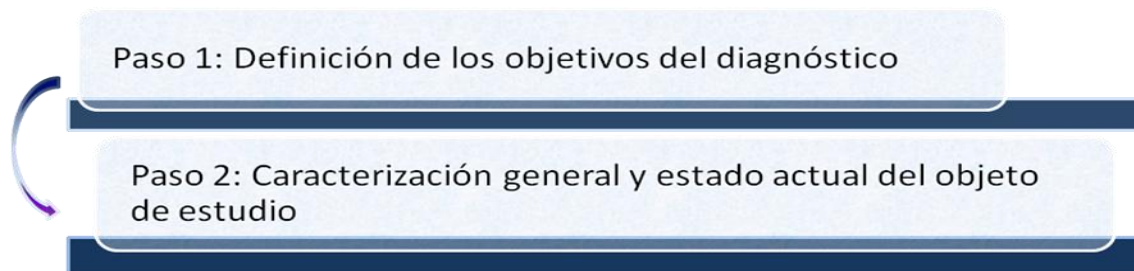 Paso 1: Definición de los objetivos del diagnóstico
Paso 2: Caracterización general y estado actual del objeto
de estudio